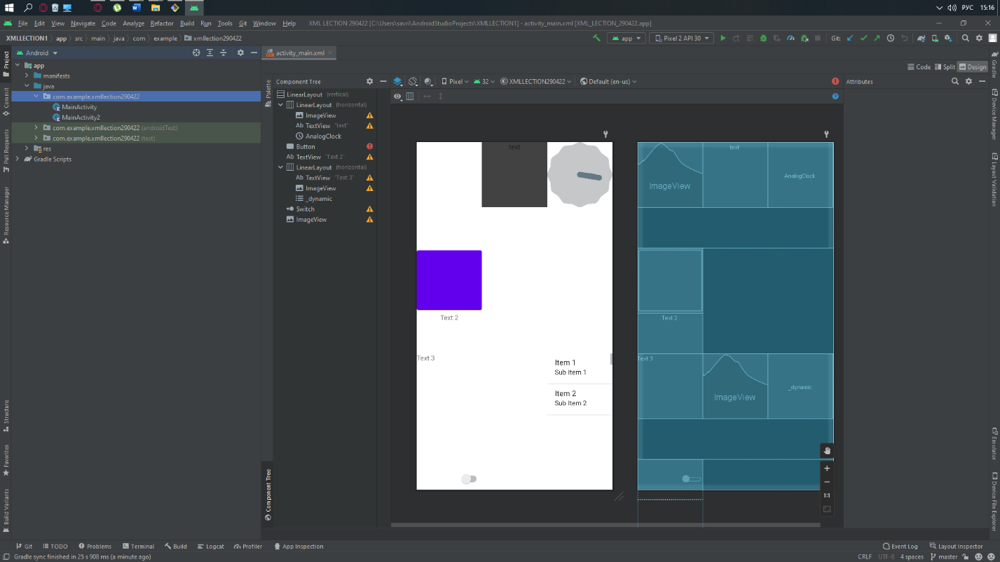 РУС 15:16
File Edit View Navigate Code Analyze Refactor Build Run Tools Git Window Help XML LECTION 290422 [C:\Users\savri\AndroidStudioProjects\XMLLECTION1] - activity_main.xml [XML_LECTION_290422.app]
XMLLECTION1 app src main java com example xmllection290422 app Pixel 2 API 30 Git:
Android activity_main.xml
Code Split Design
Component Tree Pixel 32 XMLLECTION290422 Default (en-us) Attributes
app
manifests
java
com.example.xmllection290422
MainActivity
MainActivity2
com.example.xmllection290422 (androidTest)
com.example.xmllection290422 (test)
res
Gradle Scripts
LinearLayout (vertical)
LinearLayout (horizontal)
ImageView
Ab TextView "text"
AnalogClock
Button
Ab TextView "Text 2"
LinearLayout (horizontal)
Ab TextView "Text 3"
ImageView
_dynamic
Switch
ImageView
text
Text 2
Text 3
Item 1
Sub Item 1
Item 2
Sub Item 2
text
AnalogClock
ImageView
Text 2
Text 3
_dynamic
ImageView
1:1
Project
Commit
Pull Requests
Resource Manager
Structure
Favorites
Build Variants
Palette
Component Tree
Gradle
Device Manager
Layout Validation
Emulator
Device File Explorer
Git TODO Problems Terminal Build Logcat Profiler App Inspection Event Log Layout Inspector
Gradle sync finished in 25 s 908 ms (a minute ago) CRLF UTF-8 4 spaces master